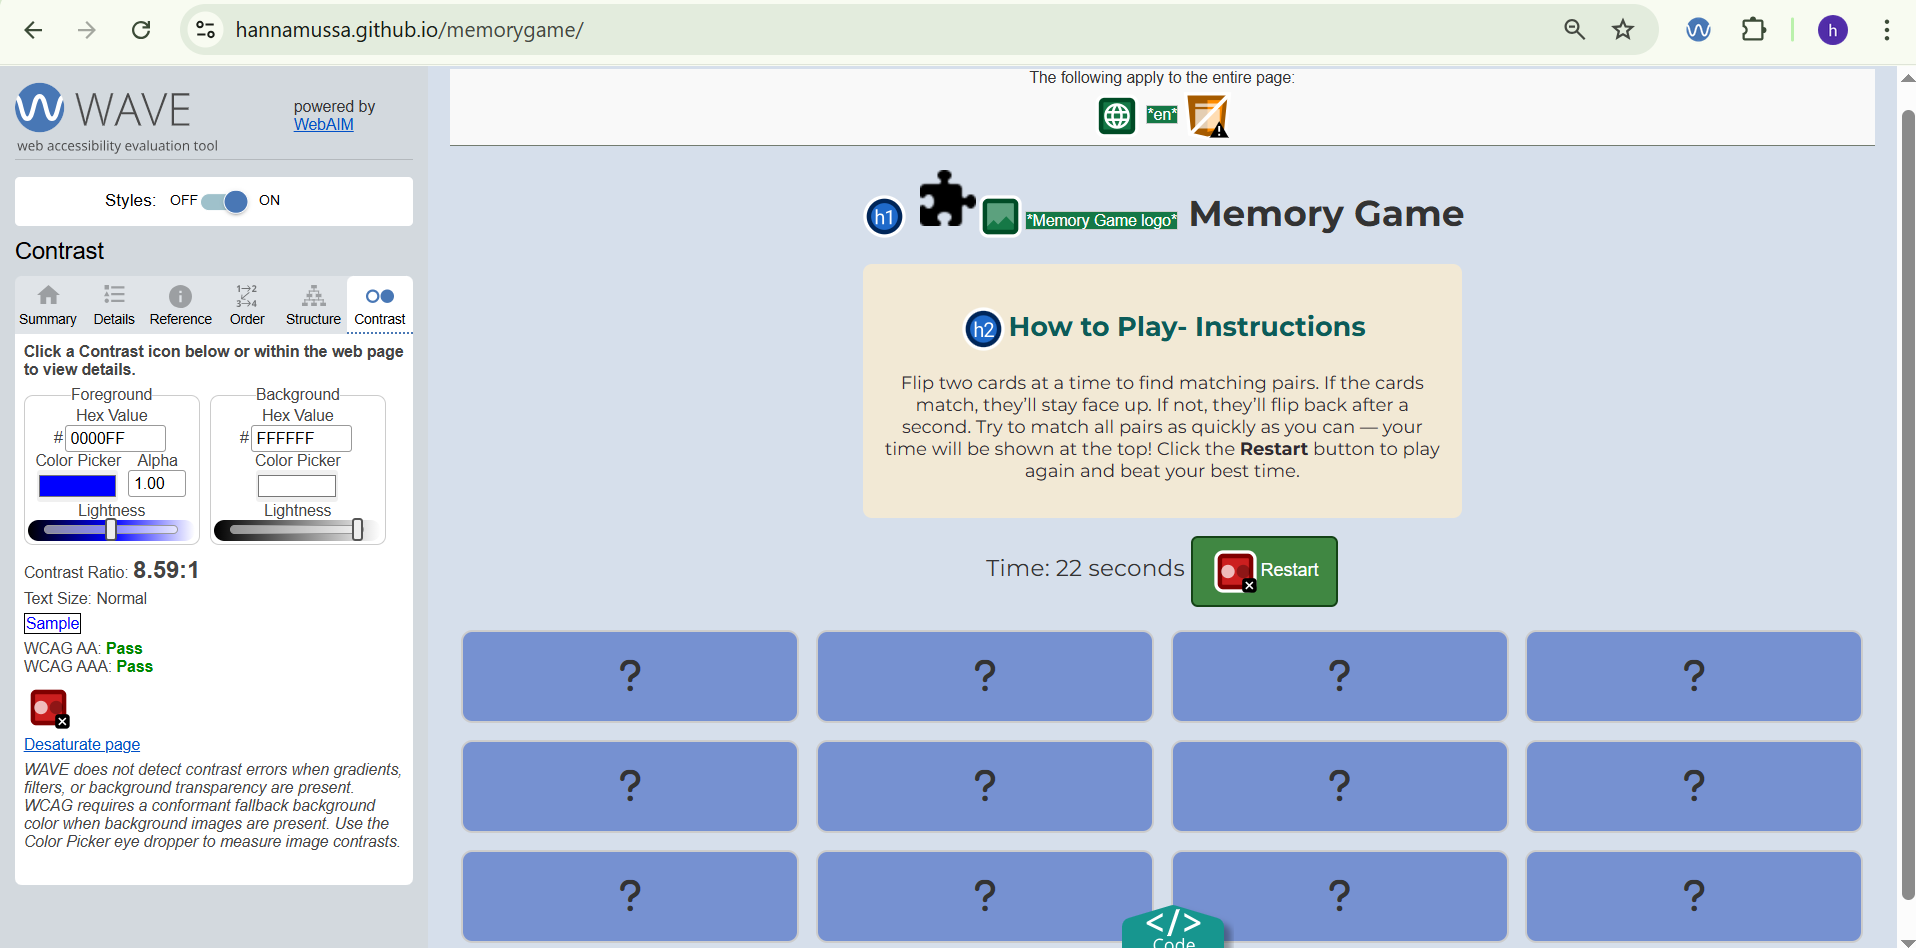 hannamussa.github.io/memorygame/
h
WAVE
web accessibility evaluation tool
powered by
WebAIM
Styles: OFF ON
Contrast
Summary
Details
Reference
1→2
3→4
Order
Structure
Contrast
Click a Contrast icon below or within the web page
to view details.
Foreground
Hex Value
# 0000FF
Color Picker Alpha
1.00
Lightness
Background
Hex Value
# FFFFFF
Color Picker
Lightness
Contrast Ratio: 8.59:1
Text Size: Normal
Sample
WCAG AA: Pass
WCAG AAA: Pass
Desaturate page
WAVE does not detect contrast errors when gradients,
filters, or background transparency are present.
WCAG requires a conformant fallback background
color when background images are present. Use the
Color Picker eye dropper to measure image contrasts.
The following apply to the entire page:
*en*
h1 *Memory Game logo* Memory Game
h2 How to Play- Instructions
Flip two cards at a time to find matching pairs. If the cards
match, they’ll stay face up. If not, they’ll flip back after a
second. Try to match all pairs as quickly as you can — your
time will be shown at the top! Click the Restart button to play
again and beat your best time.
Time: 22 seconds Restart
? ? ? ?
? ? ? ?
? ? ? ?
</>
Code